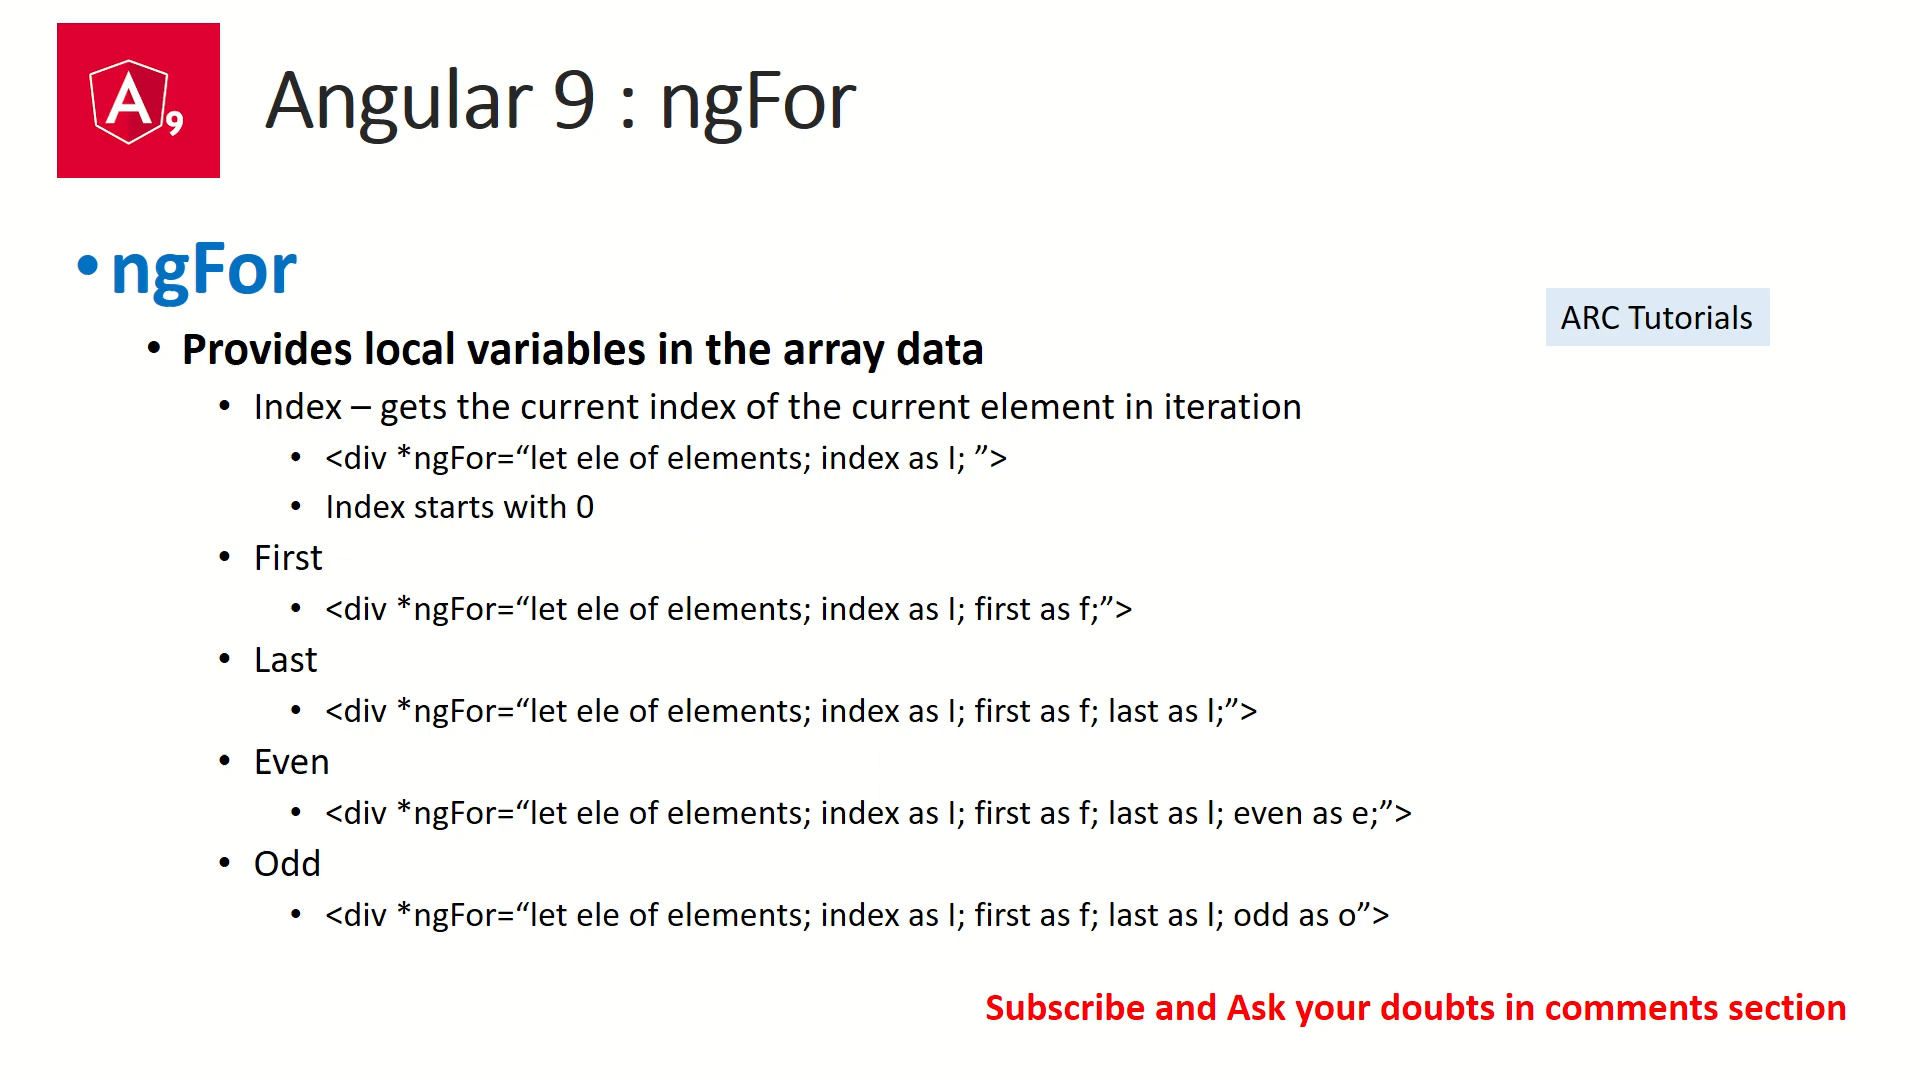 A9
Angular 9 : ngFor
•ngFor
ARC Tutorials
• Provides local variables in the array data
• Index – gets the current index of the current element in iteration
• <div *ngFor=“let ele of elements; index as I; ”>
• Index starts with 0
• First
• <div *ngFor=“let ele of elements; index as I; first as f;”>
• Last
• <div *ngFor=“let ele of elements; index as I; first as f; last as l;”>
• Even
• <div *ngFor=“let ele of elements; index as I; first as f; last as l; even as e;”>
• Odd
• <div *ngFor=“let ele of elements; index as I; first as f; last as l; odd as o”>
Subscribe and Ask your doubts in comments section